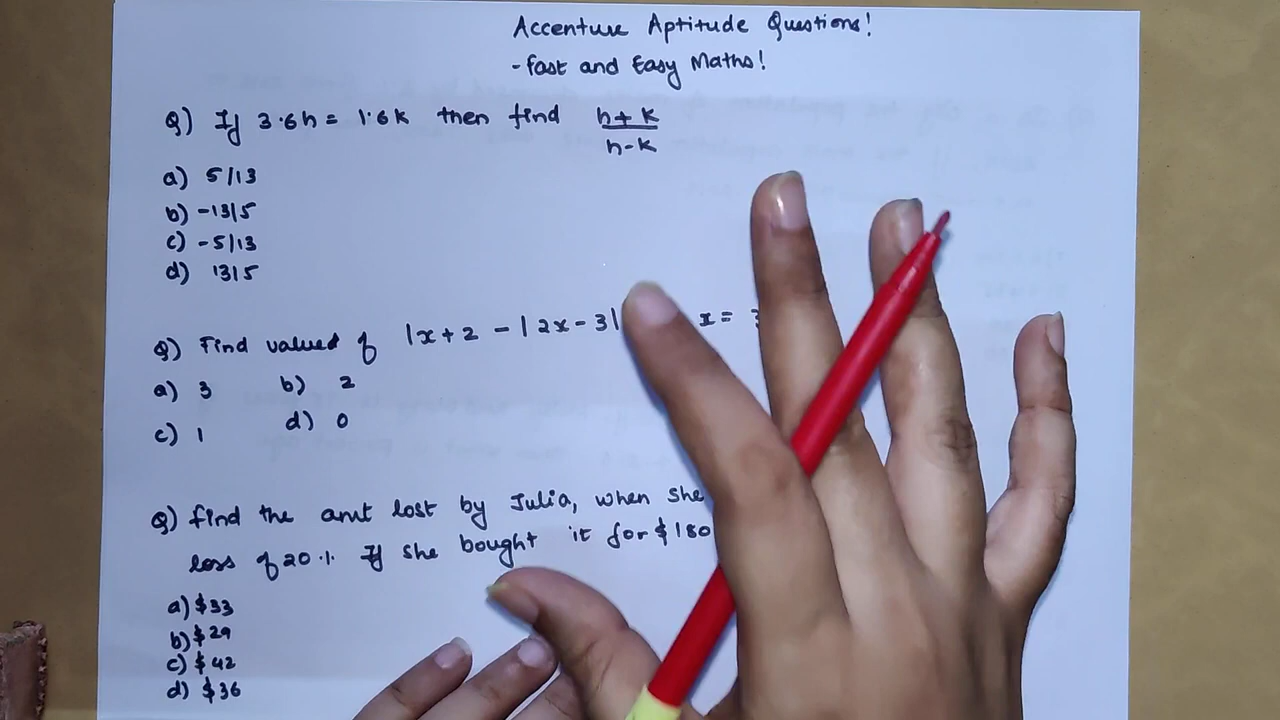 Accenture Aptitude Questions!
- Fast and Easy Maths!
Q) If 3.6h = 1.6k then find h+k
h-k
a) 5/13
b) -13/5
c) -5/13
d) 13/5
Q) Find valued of |x+2 - |2x-3| x =
a) 3 b) 2
c) 1 d) 0
Q) find the amt lost by Julia, when she
loss of 20% If she bought it for $180
a) $33
b) $29
c) $42
d) $36